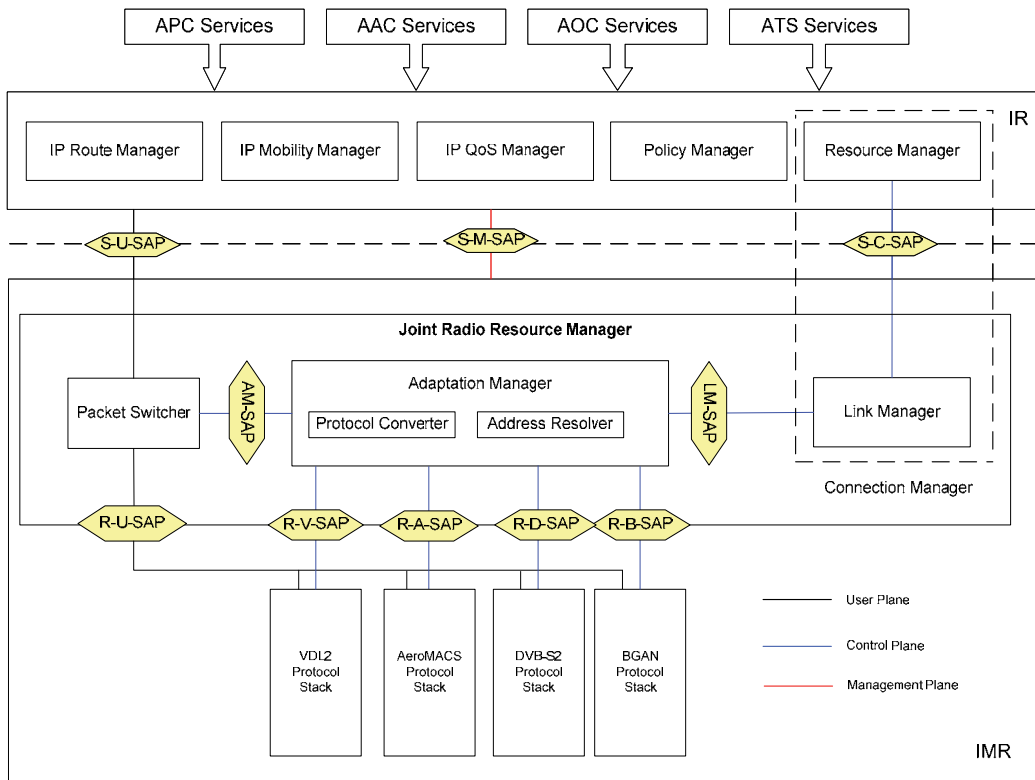 APC Services
AAC Services
AOC Services
ATS Services
IR
IP Route Manager
IP Mobility Manager
IP QoS Manager
Policy Manager
Resource Manager
S-U-SAP
S-M-SAP
S-C-SAP
Joint Radio Resource Manager
Packet Switcher
AM-SAP
Adaptation Manager
Protocol Converter
Address Resolver
LM-SAP
Link Manager
Connection Manager
R-U-SAP
R-V-SAP
R-A-SAP
R-D-SAP
R-B-SAP
VDL2
Protocol
Stack
AeroMACS
Protocol
Stack
DVB-S2
Protocol
Stack
BGAN
Protocol
Stack
User Plane
Control Plane
Management Plane
IMR